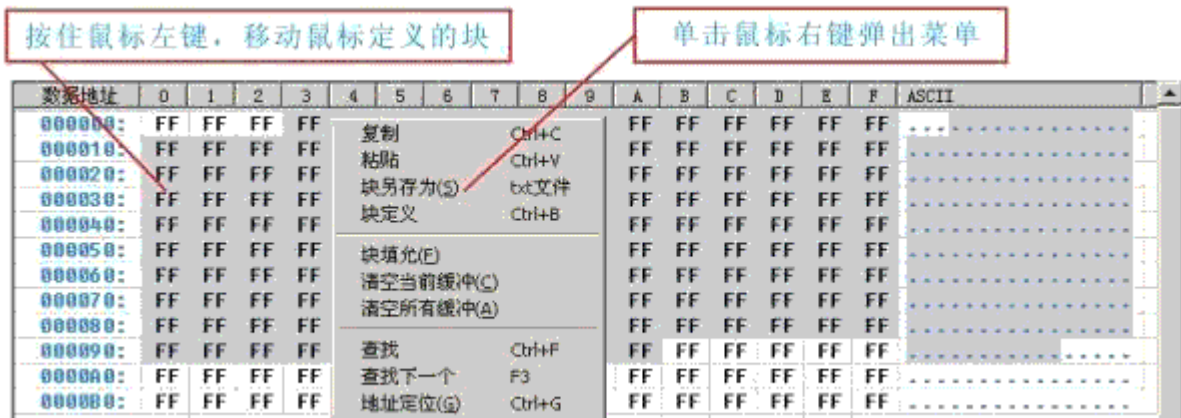 按住鼠标左键，移动鼠标定义的块
单击鼠标右键弹出菜单
数据地址 0 1 2 3 4 5 6 7 8 9 A B C D E F ASCII
000000: FF FF FF FF FF FF FF FF FF FF ................
复制 Ctrl+C
000010: FF FF FF FF FF FF FF FF FF FF ................
粘贴 Ctrl+V
000020: FF FF FF FF FF FF FF FF FF FF ................
块另存为(S) txt文件
000030: FF FF FF FF FF FF FF FF FF FF ................
块定义 Ctrl+B
000040: FF FF FF FF FF FF FF FF FF FF ................
000050: FF FF FF FF FF FF FF FF FF FF ................
块填允(F)
000060: FF FF FF FF FF FF FF FF FF FF ................
清空当前缓冲(C)
000070: FF FF FF FF FF FF FF FF FF FF ................
清空所有缓冲(A)
000080: FF FF FF FF FF FF FF FF FF FF ................
000090: FF FF FF FF FF FF FF FF FF FF ................
查找 Ctrl+F
0000A0: FF FF FF FF FF FF FF FF FF FF ................
查找下一个 F3
0000B0: FF FF FF FF FF FF FF FF FF FF ................
地址定位(G) Ctrl+G